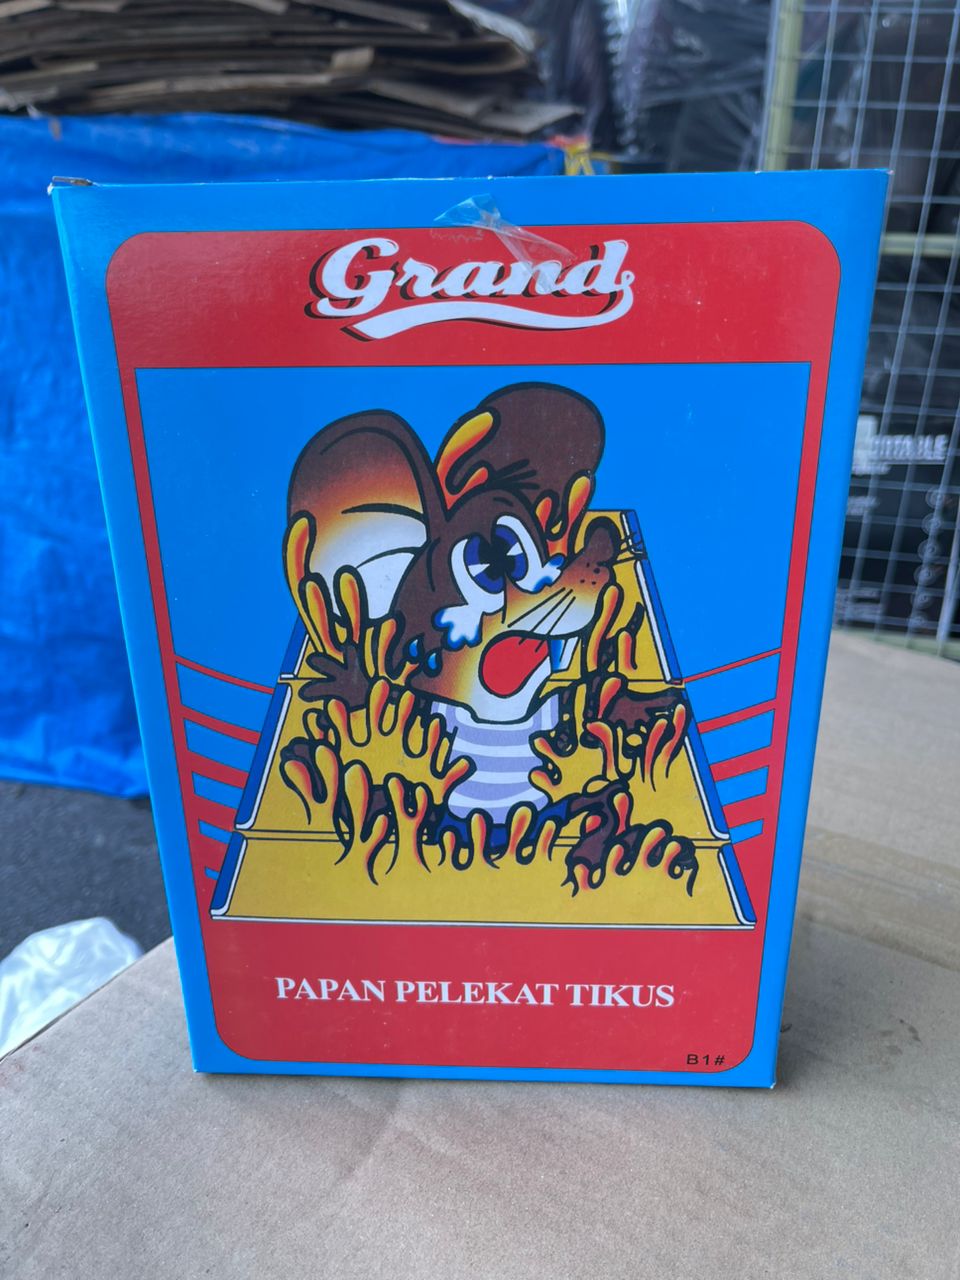 Grand
PAPAN PELEKAT TIKUS
B1#